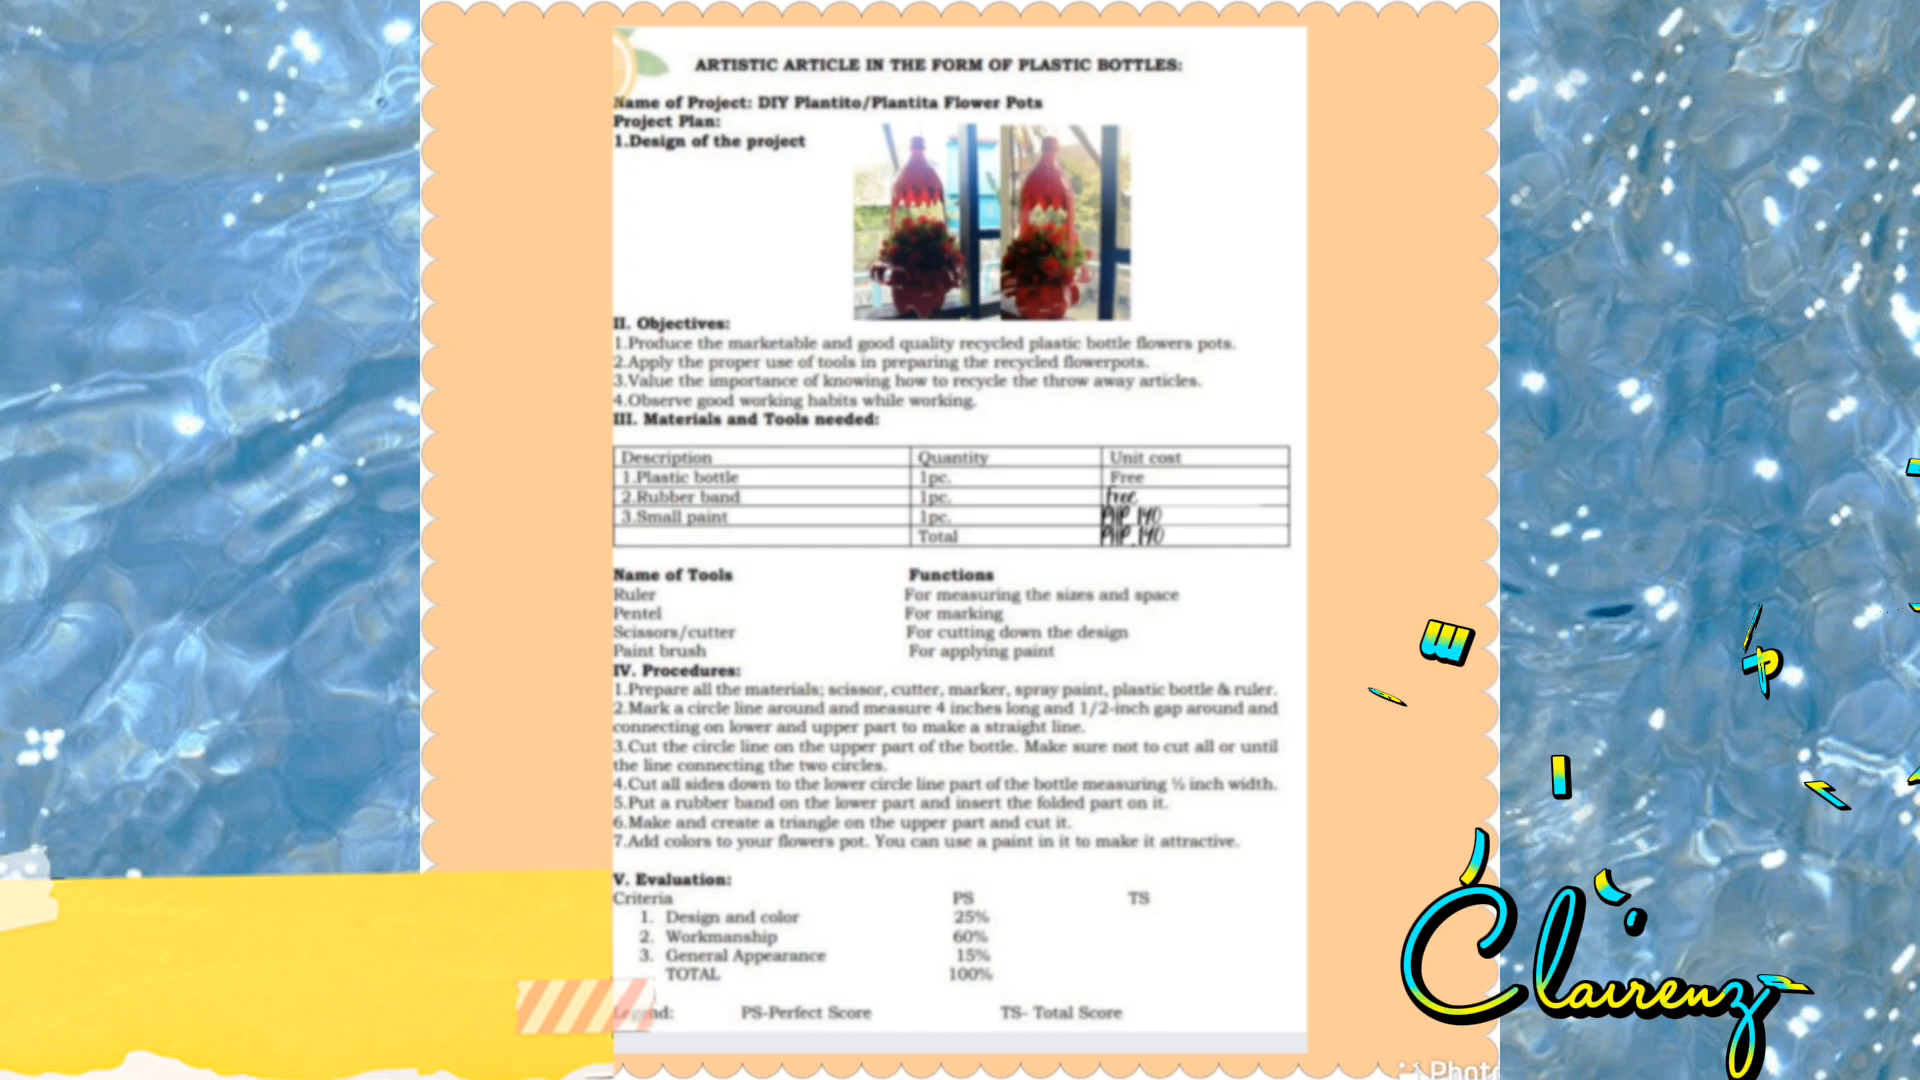 ARTISTIC ARTICLE IN THE FORM OF PLASTIC BOTTLES:
Name of Project: DIY Plantito/Plantita Flower Pots
Project Plan:
1.Design of the project
II. Objectives:
1.Produce the marketable and good quality recycled plastic bottle flowers pots.
2.Apply the proper use of tools in preparing the recycled flowerpots.
3.Value the importance of knowing how to recycle the throw away articles.
4.Observe good working habits while working.
III. Materials and Tools needed:
Description Quantity Unit cost
1.Plastic bottle 1pc. Free
2.Rubber band 1pc. Free
3.Small paint 1pc. PHP 140
Total PHP 140
Name of Tools Functions
Ruler For measuring the sizes and space
Pentel For marking
Scissors/cutter For cutting down the design
Paint brush For applying paint
IV. Procedures:
1.Prepare all the materials; scissor, cutter, marker, spray paint, plastic bottle & ruler.
2.Mark a circle line around and measure 4 inches long and 1/2-inch gap around and
connecting on lower and upper part to make a straight line.
3.Cut the circle line on the upper part of the bottle. Make sure not to cut all or until
the line connecting the two circles.
4.Cut all sides down to the lower circle line part of the bottle measuring ½ inch width.
5.Put a rubber band on the lower part and insert the folded part on it.
6.Make and create a triangle on the upper part and cut it.
7.Add colors to your flowers pot. You can use a paint in it to make it attractive.
V. Evaluation:
Criteria PS TS
1. Design and color 25%
2. Workmanship 60%
3. General Appearance 15%
TOTAL 100%
Legend: PS-Perfect Score TS- Total Score
Clairenz